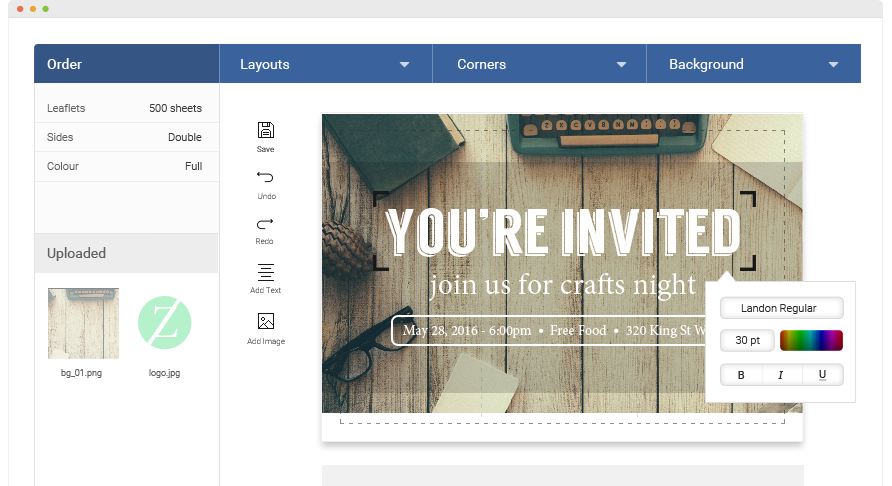 Order
Layouts
Corners
Background
Leaflets 500 sheets
Sides Double
Colour Full
Uploaded
bg_01.png
Z
logo.jpg
Save
Undo
Redo
Add Text
Add Image
Z X C V B N M
YOU'RE INVITED
join us for crafts night
May 28, 2016 - 6:00pm • Free Food • 320 King St W
Landon Regular
30 pt
B I U